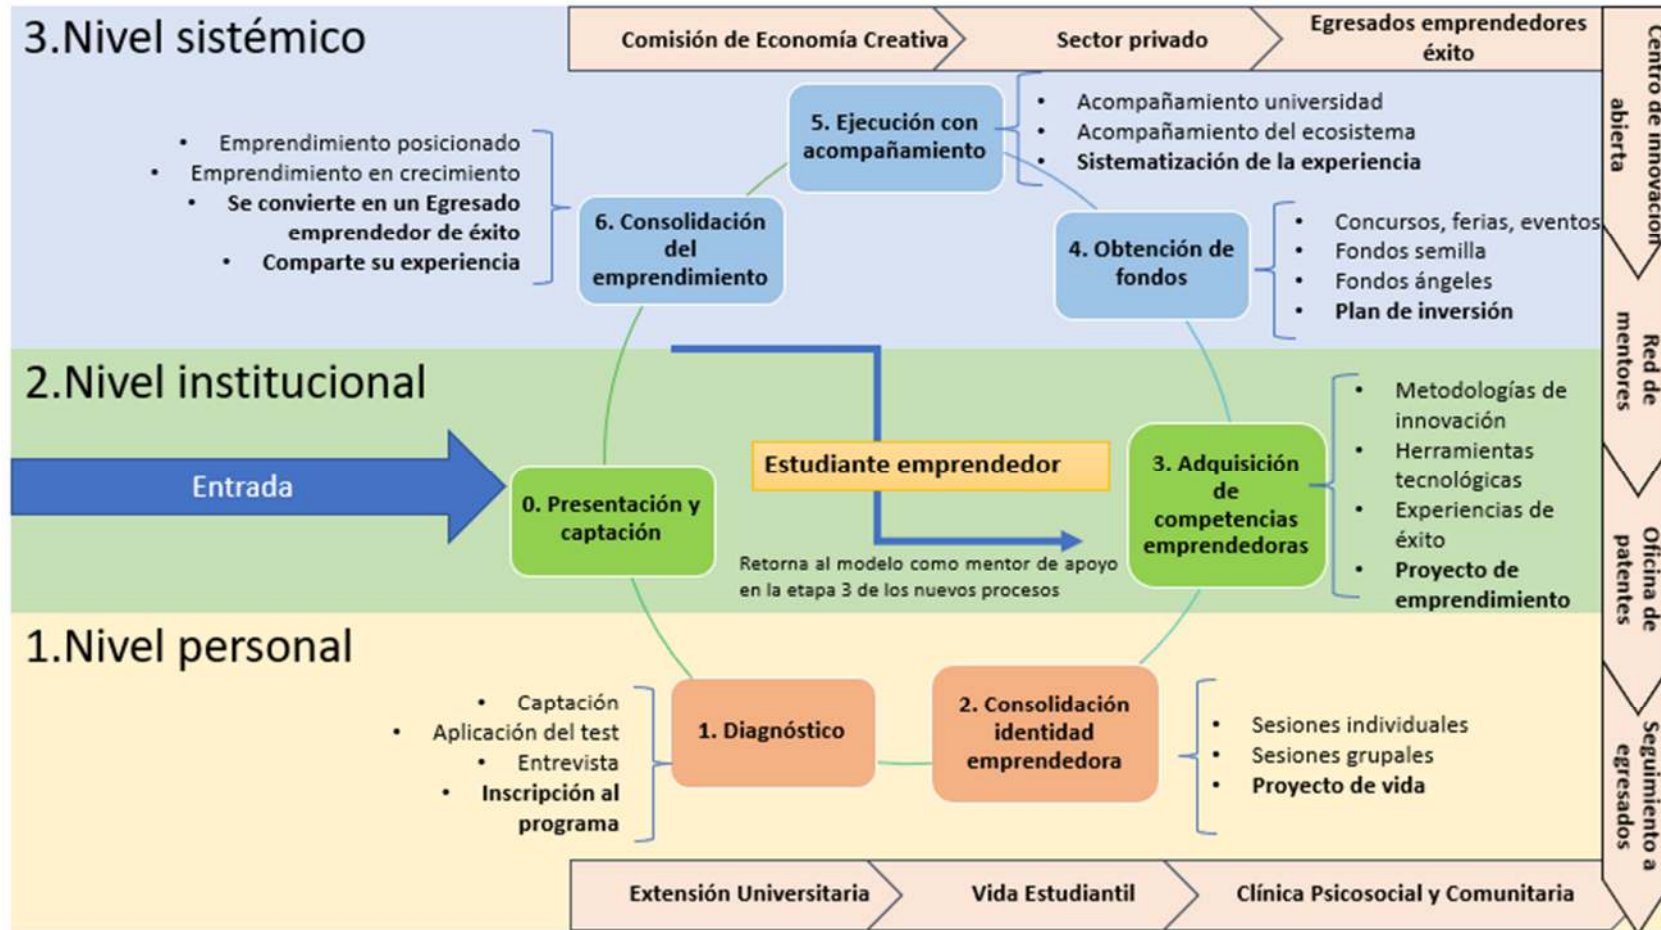 3.Nivel sistémico
Comisión de Economía Creativa
Sector privado
Egresados emprendedores
éxito
5. Ejecución con
acompañamiento
• Acompañamiento universidad
• Acompañamiento del ecosistema
• Sistematización de la experiencia
• Emprendimiento posicionado
• Emprendimiento en crecimiento
• Se convierte en un Egresado
emprendedor de éxito
• Comparte su experiencia
6. Consolidación
del
emprendimiento
4. Obtención de
fondos
• Concursos, ferias, eventos
• Fondos semilla
• Fondos ángeles
• Plan de inversión
2.Nivel institucional
Entrada
0. Presentación y
captación
Estudiante emprendedor
Retorna al modelo como mentor de apoyo
en la etapa 3 de los nuevos procesos
3. Adquisición
de
competencias
emprendedoras
• Metodologías de
innovación
• Herramientas
tecnológicas
• Experiencias de
éxito
• Proyecto de
emprendimiento
1.Nivel personal
• Captación
• Aplicación del test
• Entrevista
• Inscripción al
programa
1. Diagnóstico
2. Consolidación
identidad
emprendedora
• Sesiones individuales
• Sesiones grupales
• Proyecto de vida
Extensión Universitaria
Vida Estudiantil
Clínica Psicosocial y Comunitaria
Centro de innovación
abierta
Red de
mentores
Oficina de
patentes
Seguimiento a
egresados